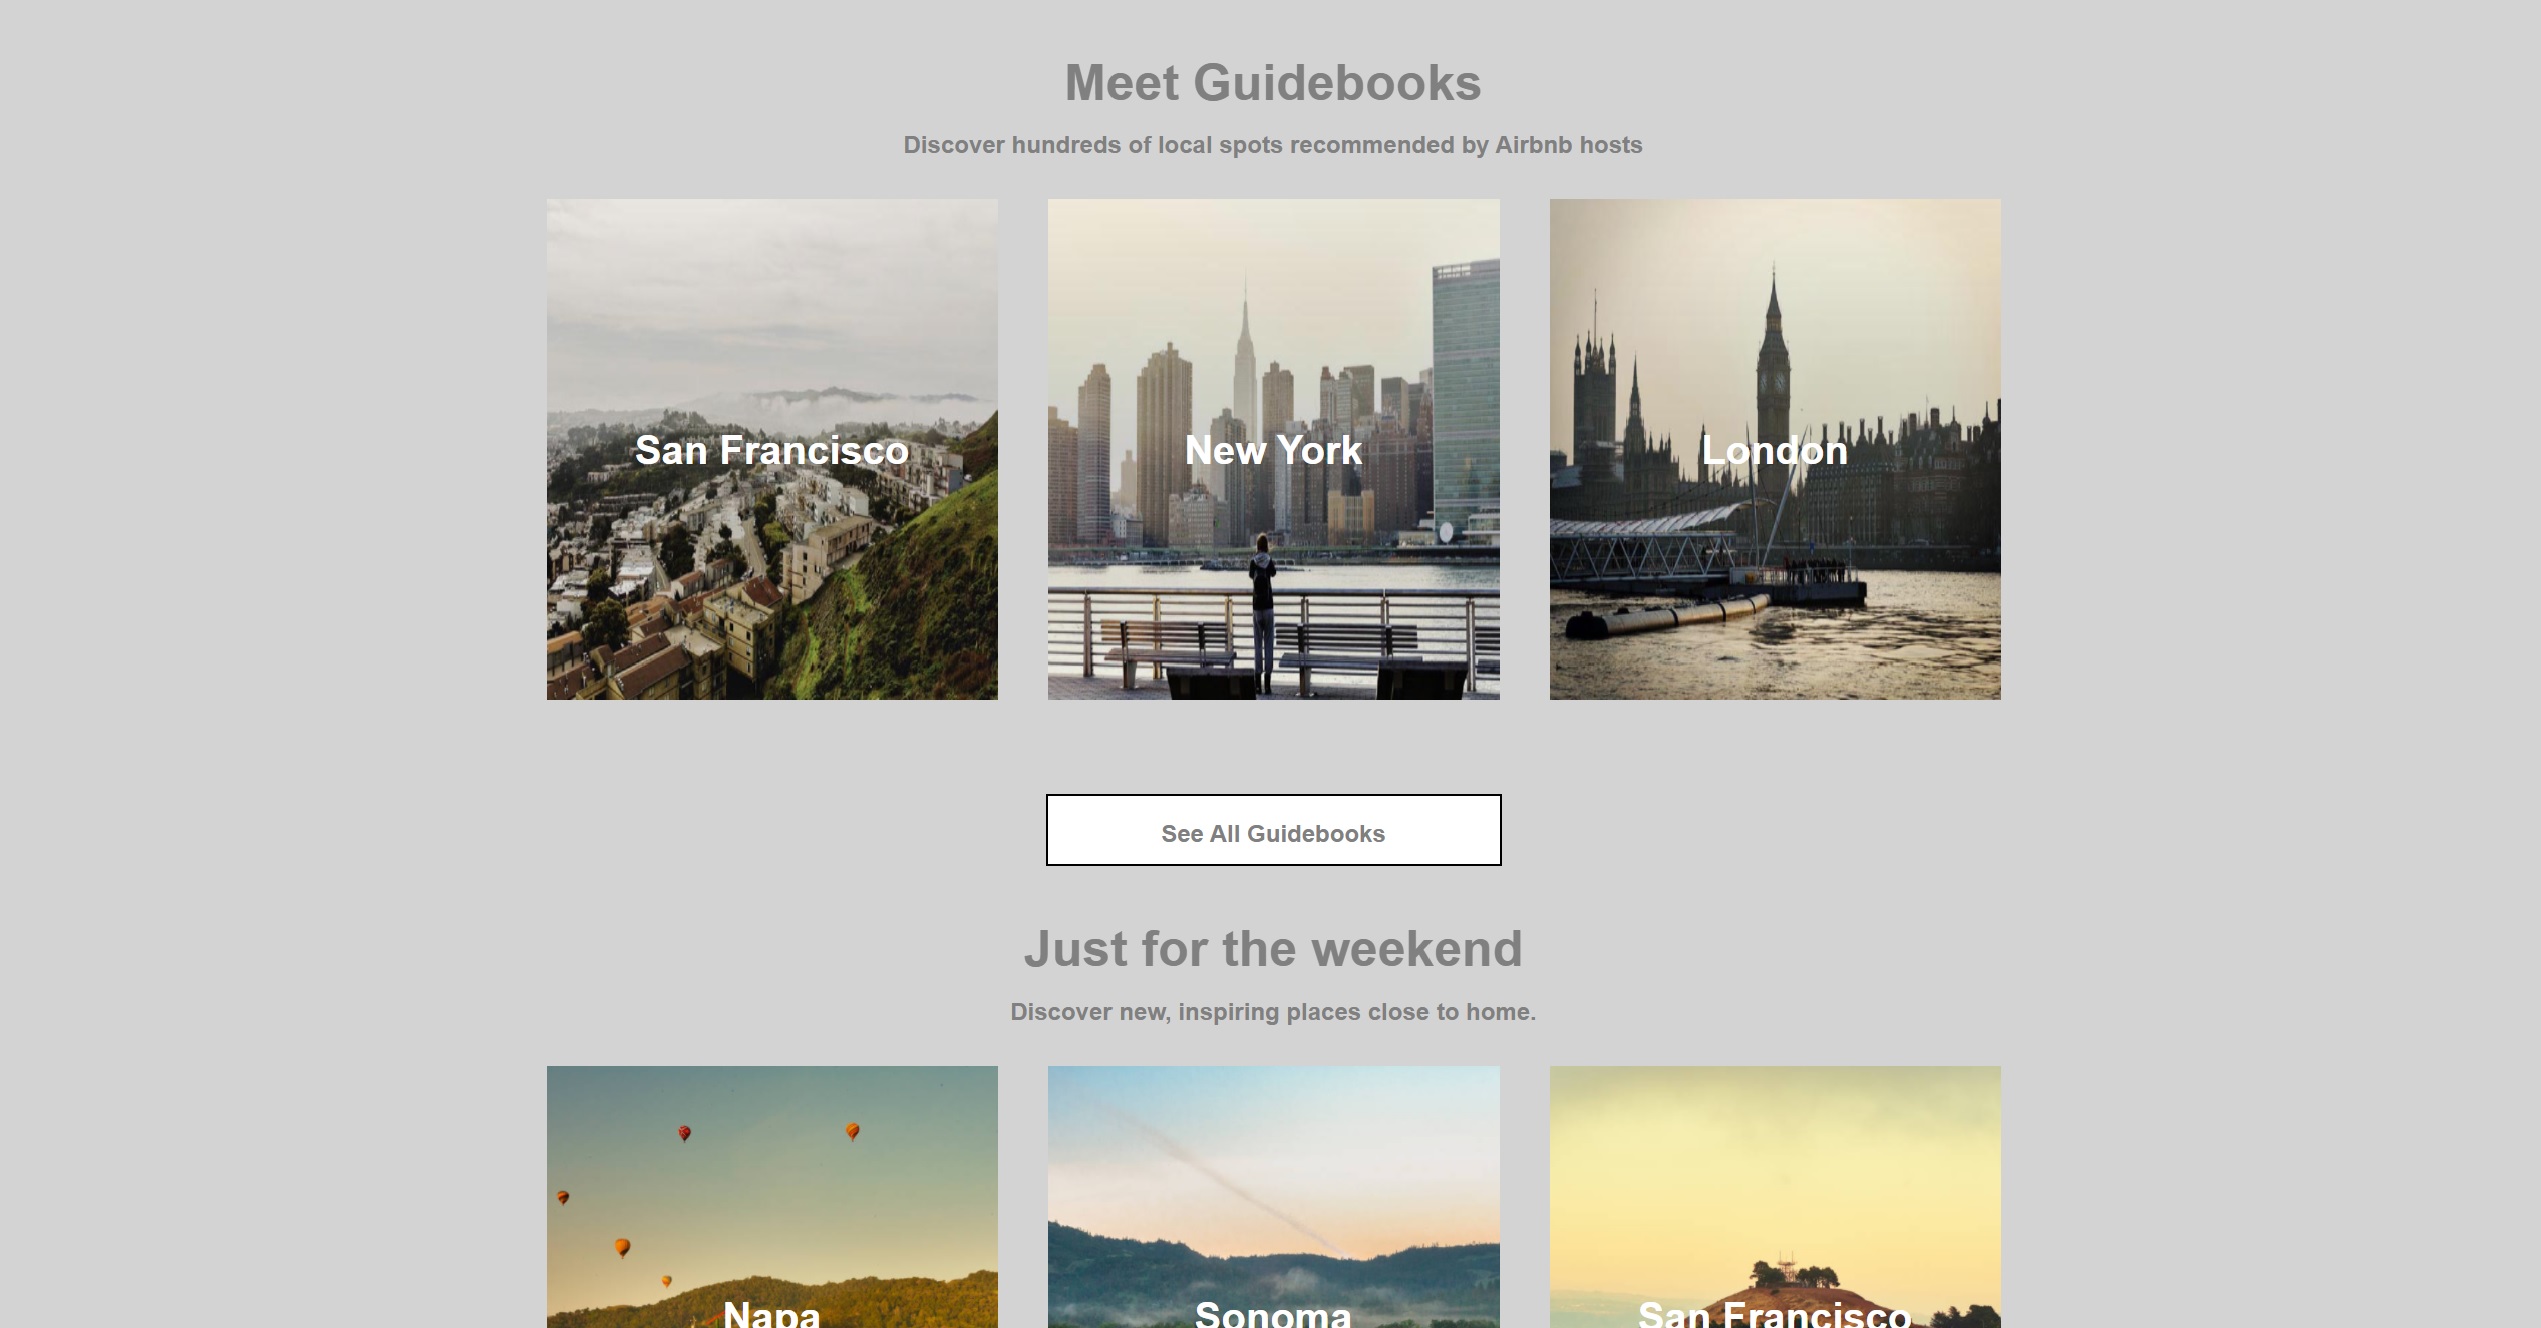 Meet Guidebooks
Discover hundreds of local spots recommended by Airbnb hosts
San Francisco
New York
London
See All Guidebooks
Just for the weekend
Discover new, inspiring places close to home.
Napa
Sonoma
San Francisco